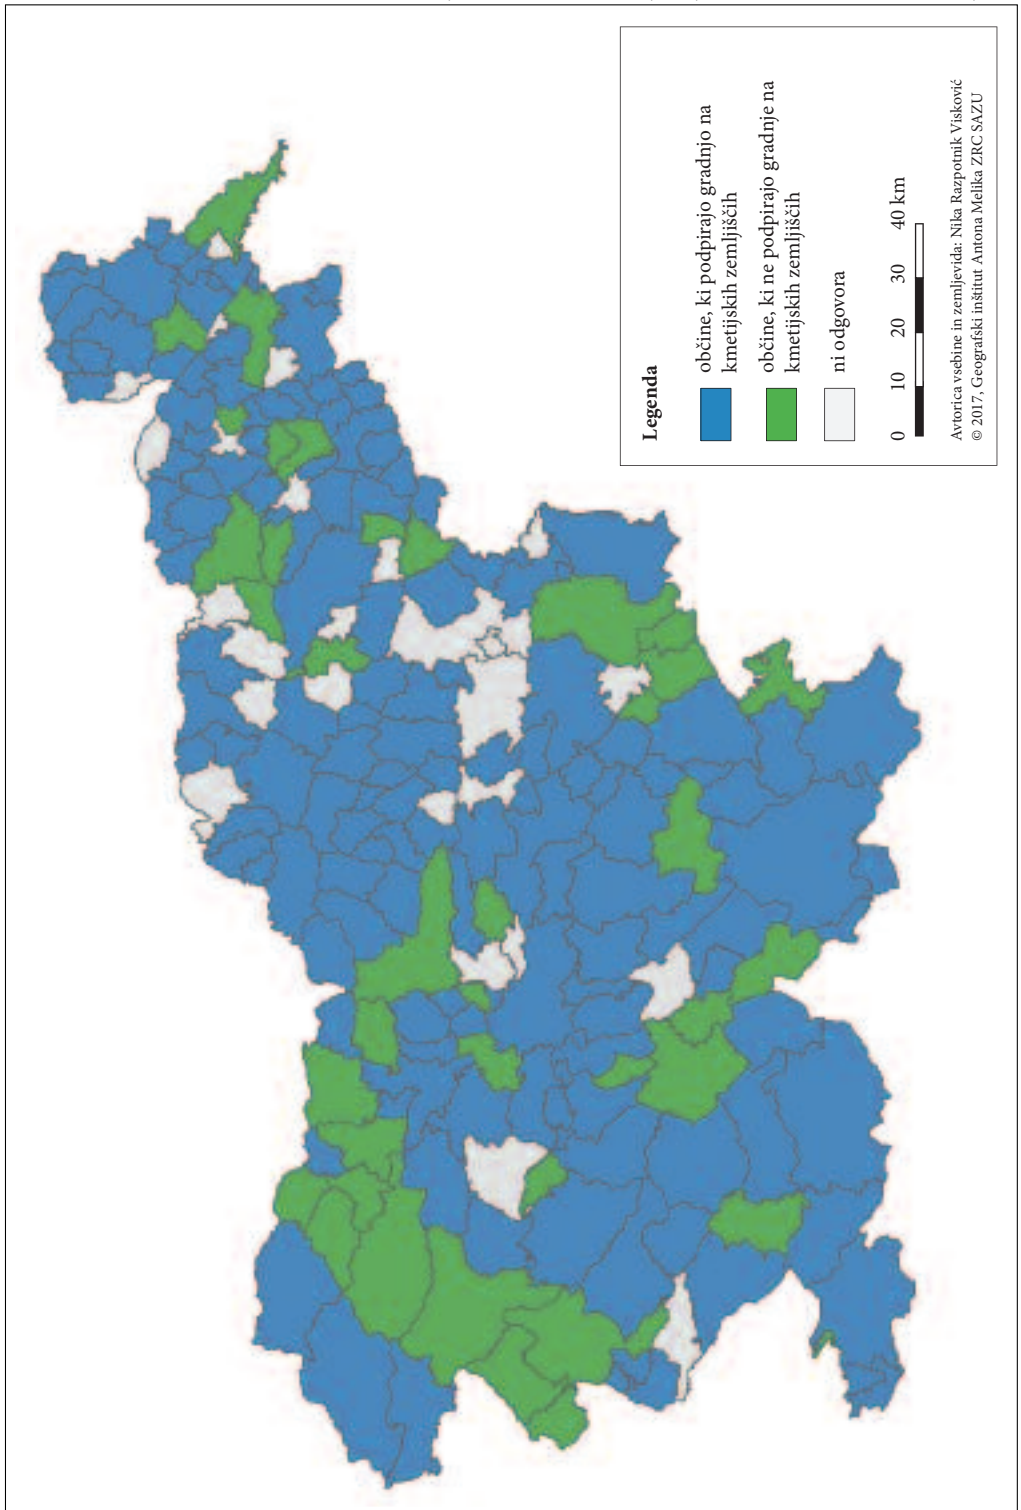 Legenda
občine, ki podpirajo gradnjo na
kmetijskih zemljiščih
občine, ki ne podpirajo gradnje na
kmetijskih zemljiščih
ni odgovora
0 10 20 30 40 km
Avtorica vsebine in zemljevida: Nika Razpotnik Visković
© 2017, Geografski inštitut Antona Melika ZRC SAZU